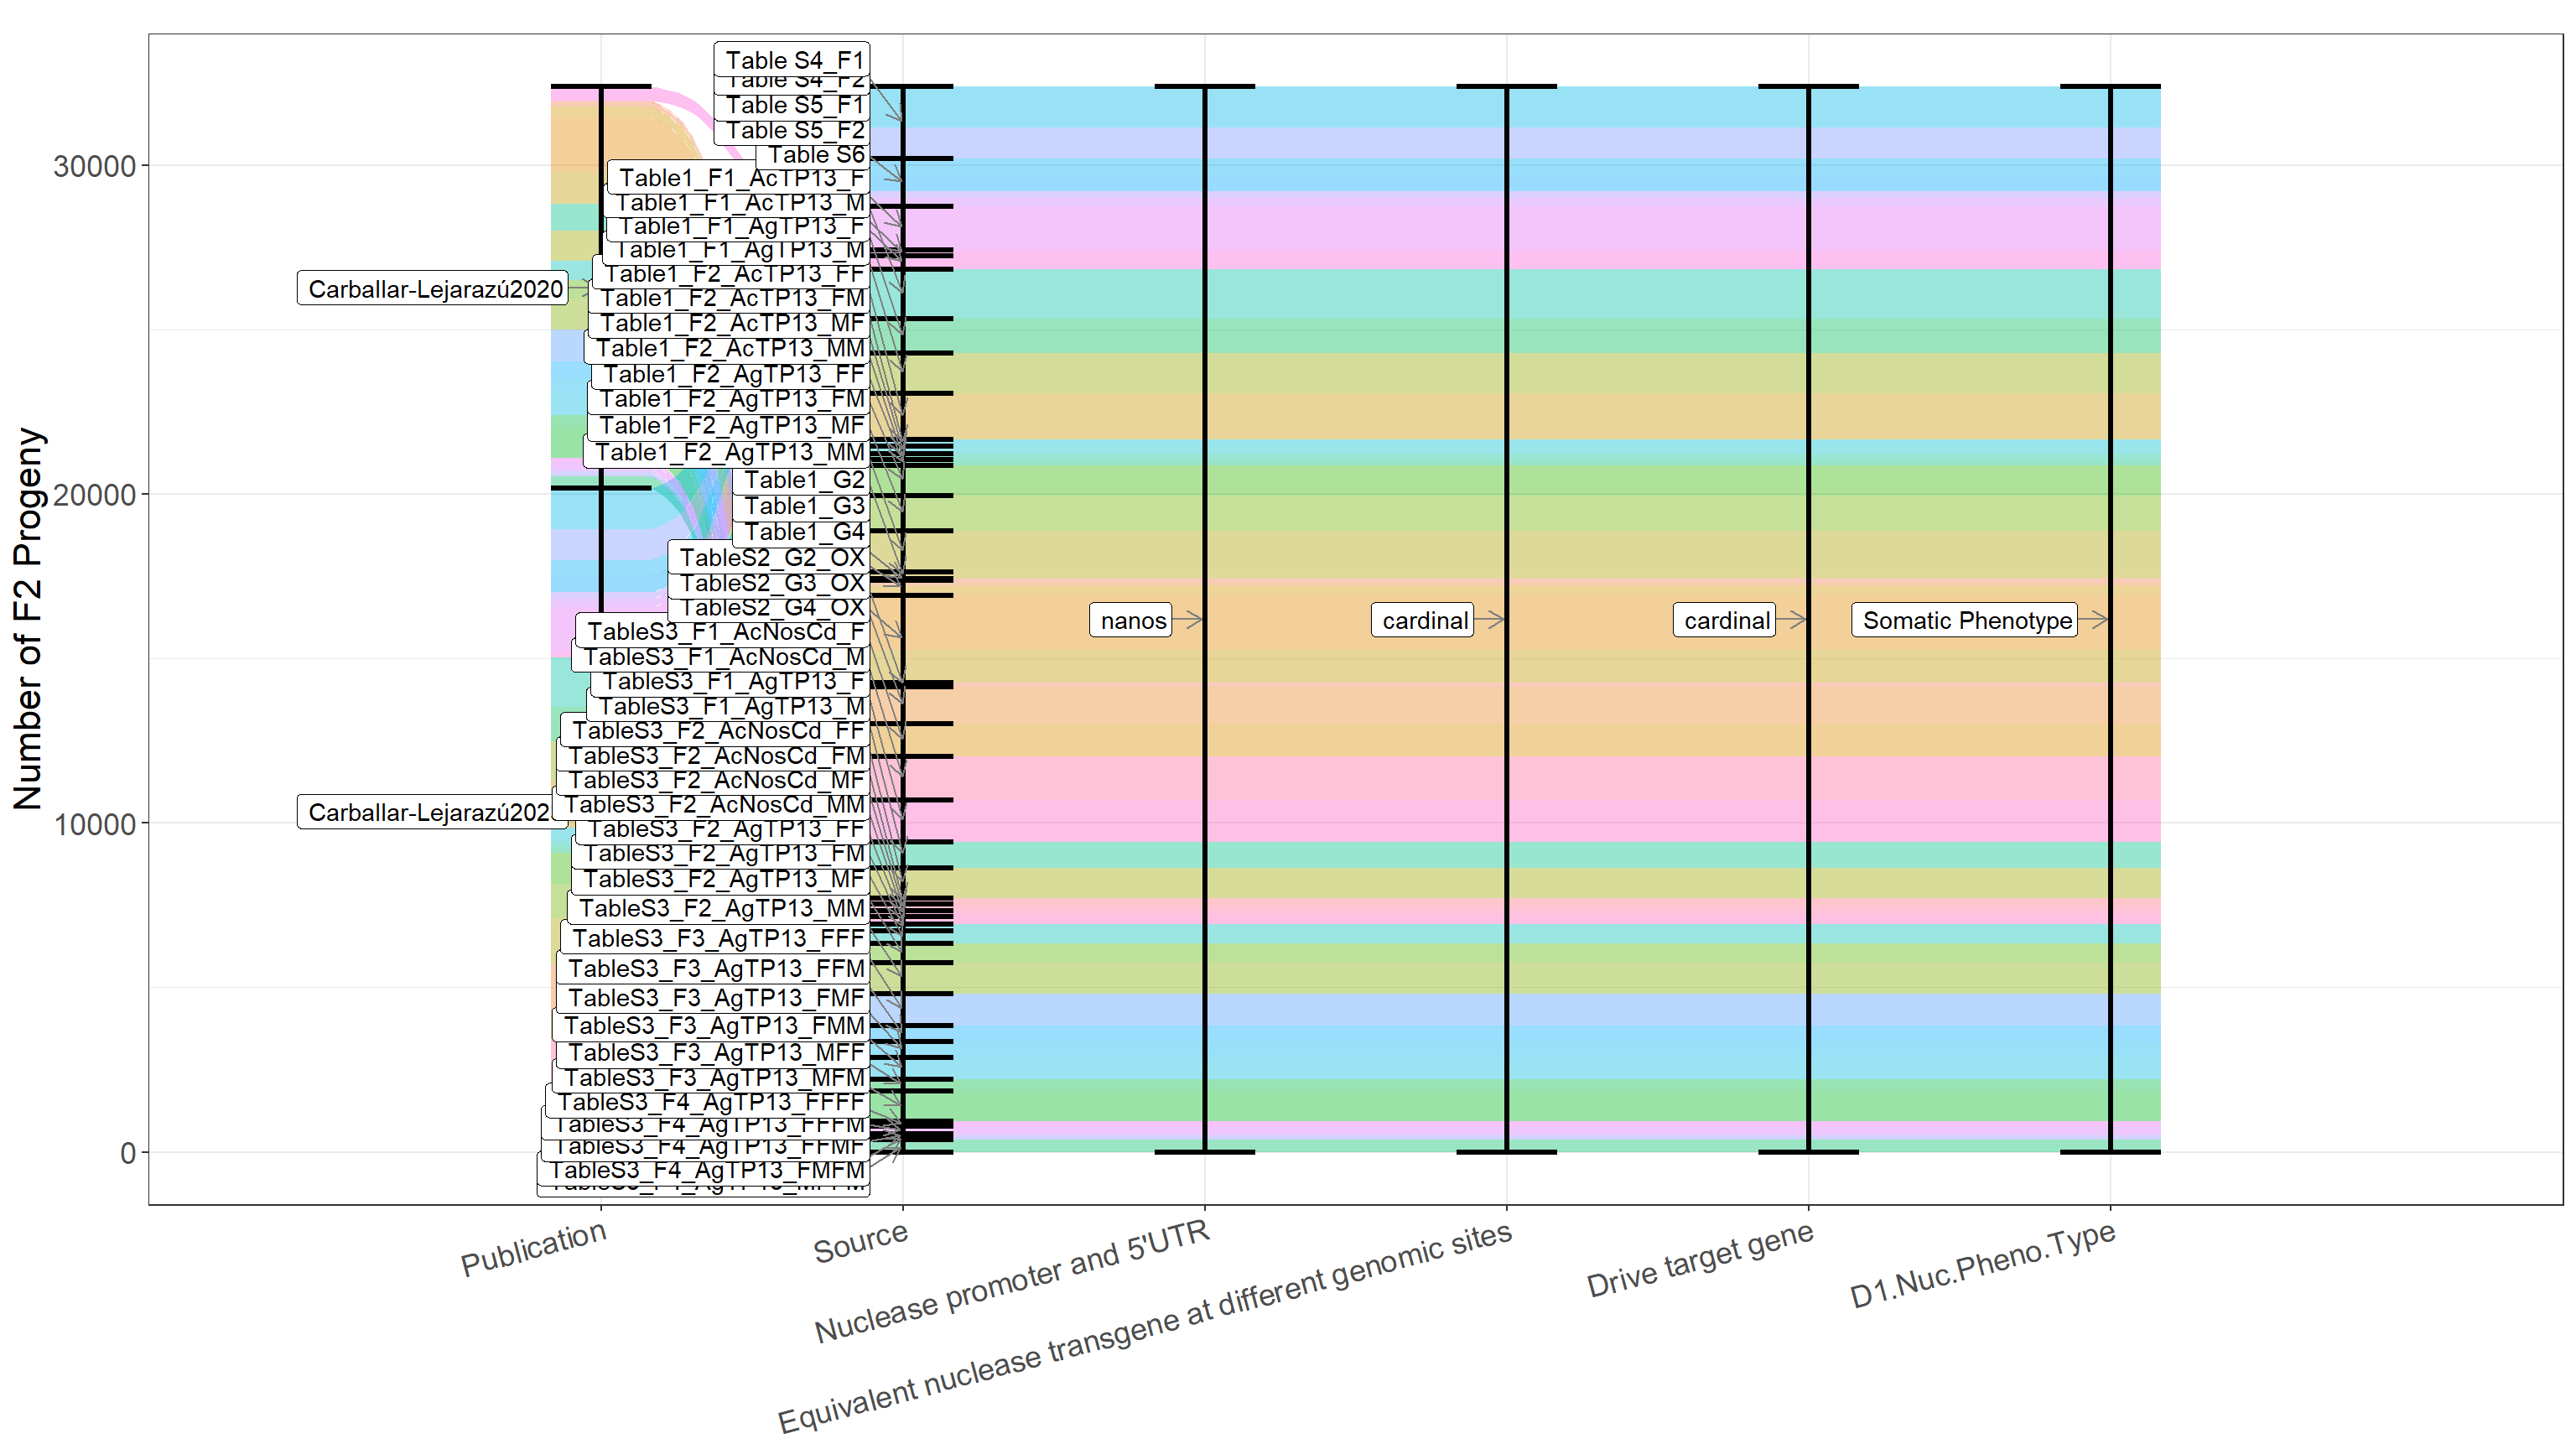 Number of F2 Progeny
30000
20000
10000
0
Carballar-Lejarazú2020
Carballar-Lejarazú202
Table S4_F1
Table S4_F2
Table S5_F1
Table S5_F2
Table S6
Table1_F1_AcTP13_F
Table1_F1_AcTP13_M
Table1_F1_AgTP13_F
Table1_F1_AgTP13_M
Table1_F2_AcTP13_FF
Table1_F2_AcTP13_FM
Table1_F2_AcTP13_MF
Table1_F2_AcTP13_MM
Table1_F2_AgTP13_FF
Table1_F2_AgTP13_FM
Table1_F2_AgTP13_MF
Table1_F2_AgTP13_MM
Table1_G2
Table1_G3
Table1_G4
TableS2_G2_OX
TableS2_G3_OX
TableS2_G4_OX
TableS3_F1_AcNosCd_F
TableS3_F1_AcNosCd_M
TableS3_F1_AgTP13_F
TableS3_F1_AgTP13_M
TableS3_F2_AcNosCd_FF
TableS3_F2_AcNosCd_FM
TableS3_F2_AcNosCd_MF
TableS3_F2_AcNosCd_MM
TableS3_F2_AgTP13_FF
TableS3_F2_AgTP13_FM
TableS3_F2_AgTP13_MF
TableS3_F2_AgTP13_MM
TableS3_F3_AgTP13_FFF
TableS3_F3_AgTP13_FFM
TableS3_F3_AgTP13_FMF
TableS3_F3_AgTP13_FMM
TableS3_F3_AgTP13_MFF
TableS3_F3_AgTP13_MFM
TableS3_F4_AgTP13_FFFF
TableS3_F4_AgTP13_FFFM
TableS3_F4_AgTP13_FFMF
TableS3_F4_AgTP13_FMFM
nanos
cardinal
cardinal
Somatic Phenotype
Publication
Source
Nuclease promoter and 5'UTR
Equivalent nuclease transgene at different genomic sites
Drive target gene
D1.Nuc.Pheno.Type